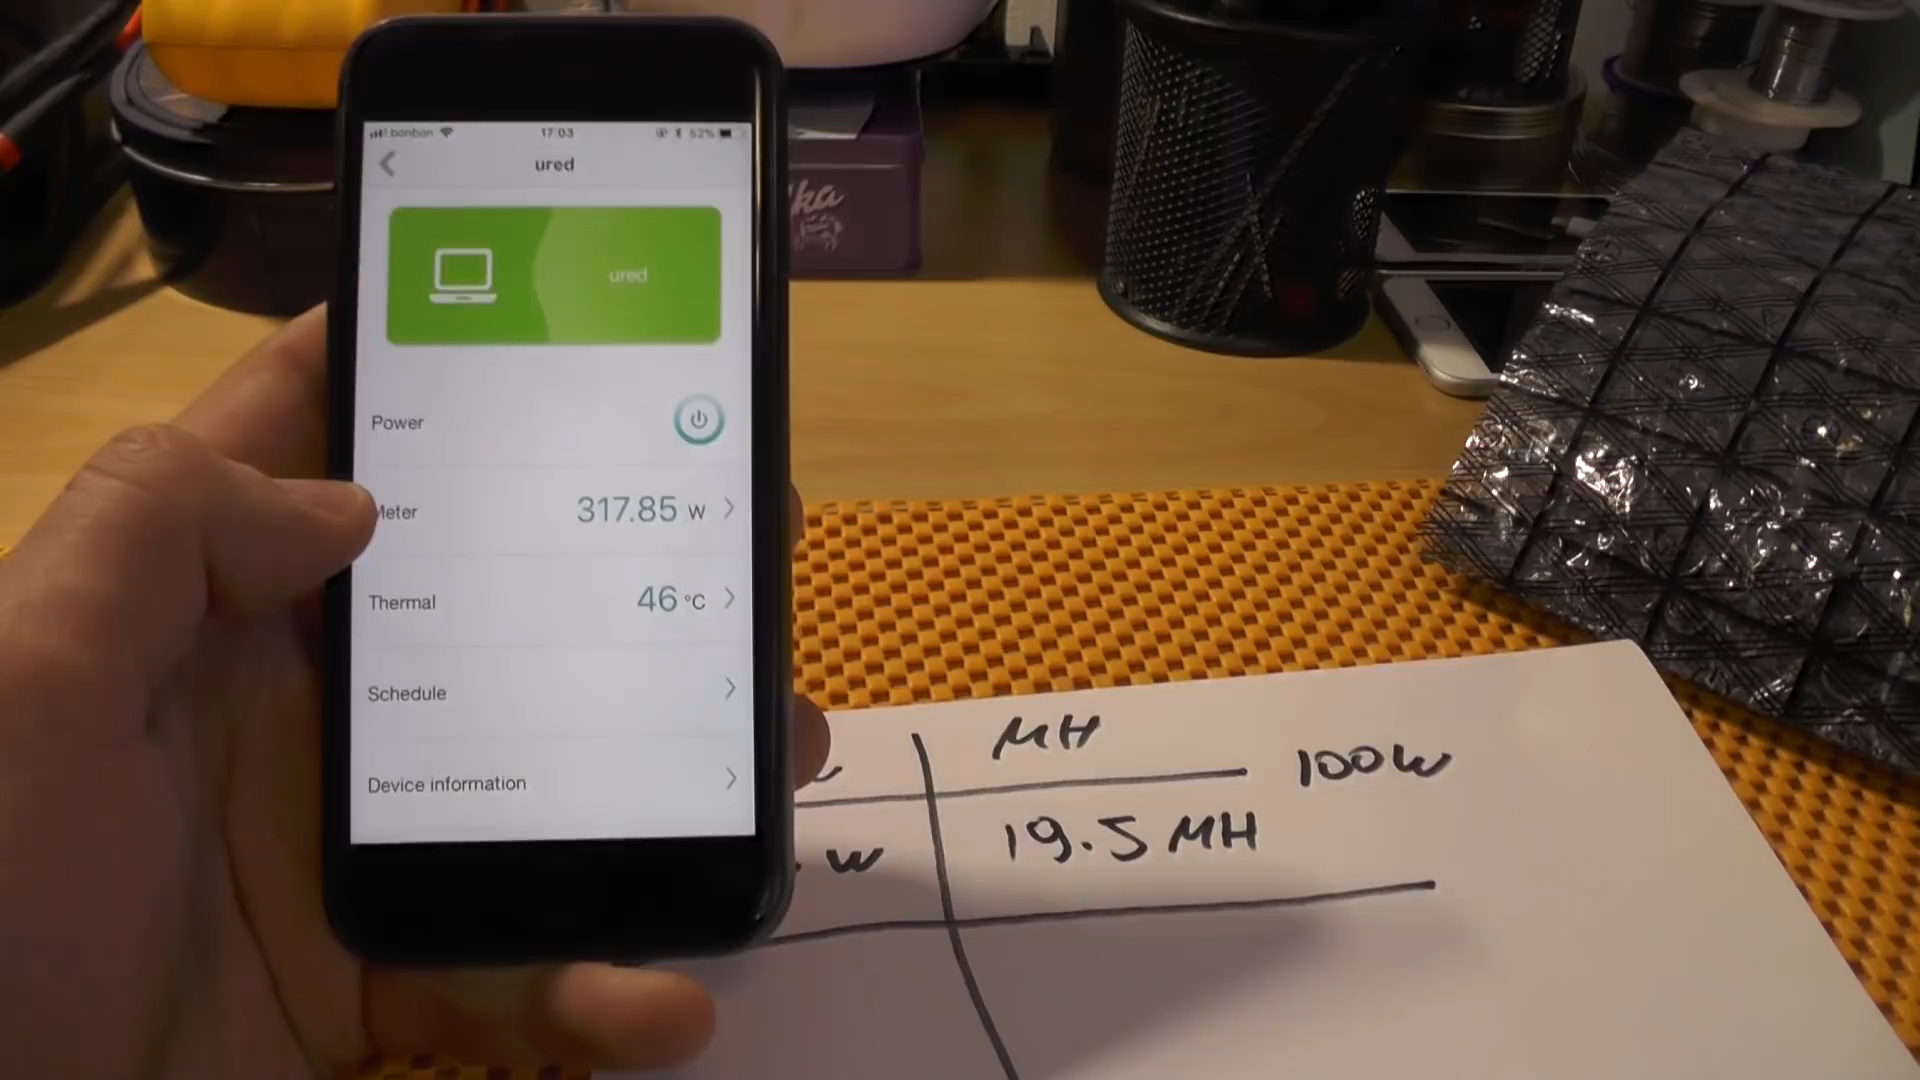 bonbon 17:03 52%
ured
ured
Power
Meter 317.85 W
Thermal 46 °C
Schedule
Device information
MH 100W
W 19.5 MH